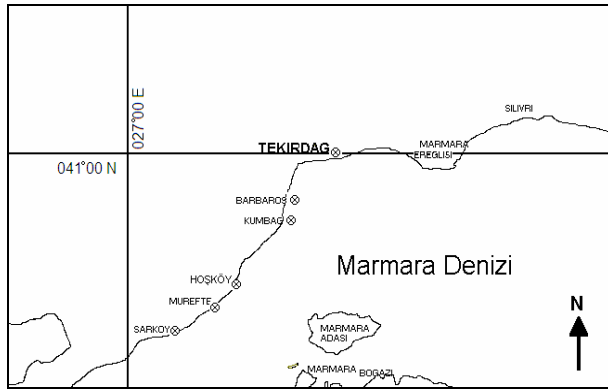 027°00 E
SILIVRI
TEKIRDAG
MARMARA
EREGLISI
041°00 N
BARBAROS
KUMBAG
Marmara Denizi
HOŞKÖY
MUREFTE
SARKOY
MARMARA
ADASI
N
MARMARA
BOGAZI